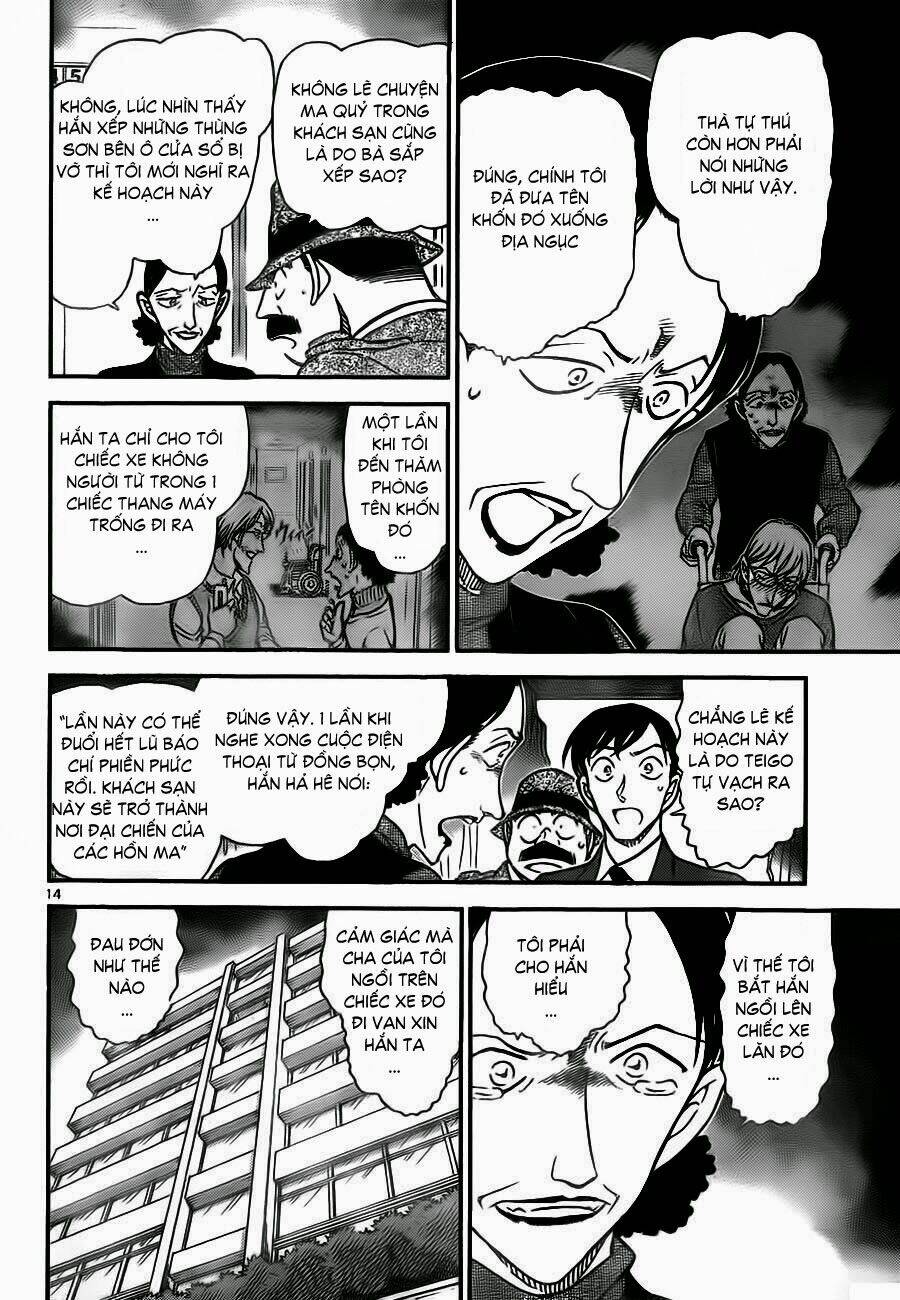 THÀ TỰ THÚ
CÒN HƠN PHẢI
NÓI NHỮNG
LỜI NHƯ VẬY.
ĐÚNG, CHÍNH TÔI
ĐÃ ĐƯA TÊN
KHỐN ĐÓ XUỐNG
ĐỊA NGỤC
KHÔNG LẼ CHUYỆN
MA QUỶ TRONG
KHÁCH SẠN CŨNG
LÀ DO BÀ SẮP
XẾP SAO?
5
KHÔNG, LÚC NHÌN THẤY
HẮN XẾP NHỮNG THÙNG
SƠN BÊN Ô CỬA SỔ BỊ
VỠ THÌ TÔI MỚI NGHĨ RA
KẾ HOẠCH NÀY
...
MỘT LẦN
KHI TÔI
ĐẾN THĂM
PHÒNG
TÊN KHỐN
ĐÓ
...
HẮN TA CHỈ CHO TÔI
CHIẾC XE KHÔNG
NGƯỜI TỪ TRONG 1
CHIẾC THANG MÁY
TRỐNG ĐI RA
...
CHẲNG LẼ KẾ
HOẠCH NÀY
LÀ DO TEIGO
TỰ VẠCH RA
SAO?
ĐÚNG VẬY. 1 LẦN KHI
NGHE XONG CUỘC ĐIỆN
THOẠI TỪ ĐỒNG BỌN,
HẮN HẢ HÊ NÓI:
“LẦN NÀY CÓ THỂ
ĐUỔI HẾT LŨ BÁO
CHÍ PHIỀN PHỨC
RỒI. KHÁCH SẠN
NÀY SẼ TRỞ THÀNH
NƠI ĐẠI CHIẾN CỦA
CÁC HỒN MA”
14
VÌ THẾ TÔI
BẮT HẮN
NGỒI LÊN
CHIẾC XE
LĂN ĐÓ
...
TÔI PHẢI
CHO HẮN
HIỂU
...
CẢM GIÁC MÀ
CHA CỦA TÔI
NGỒI TRÊN
CHIẾC XE ĐÓ
ĐI VAN XIN
HẮN TA
...
ĐAU ĐỚN
NHƯ THẾ
NÀO
...